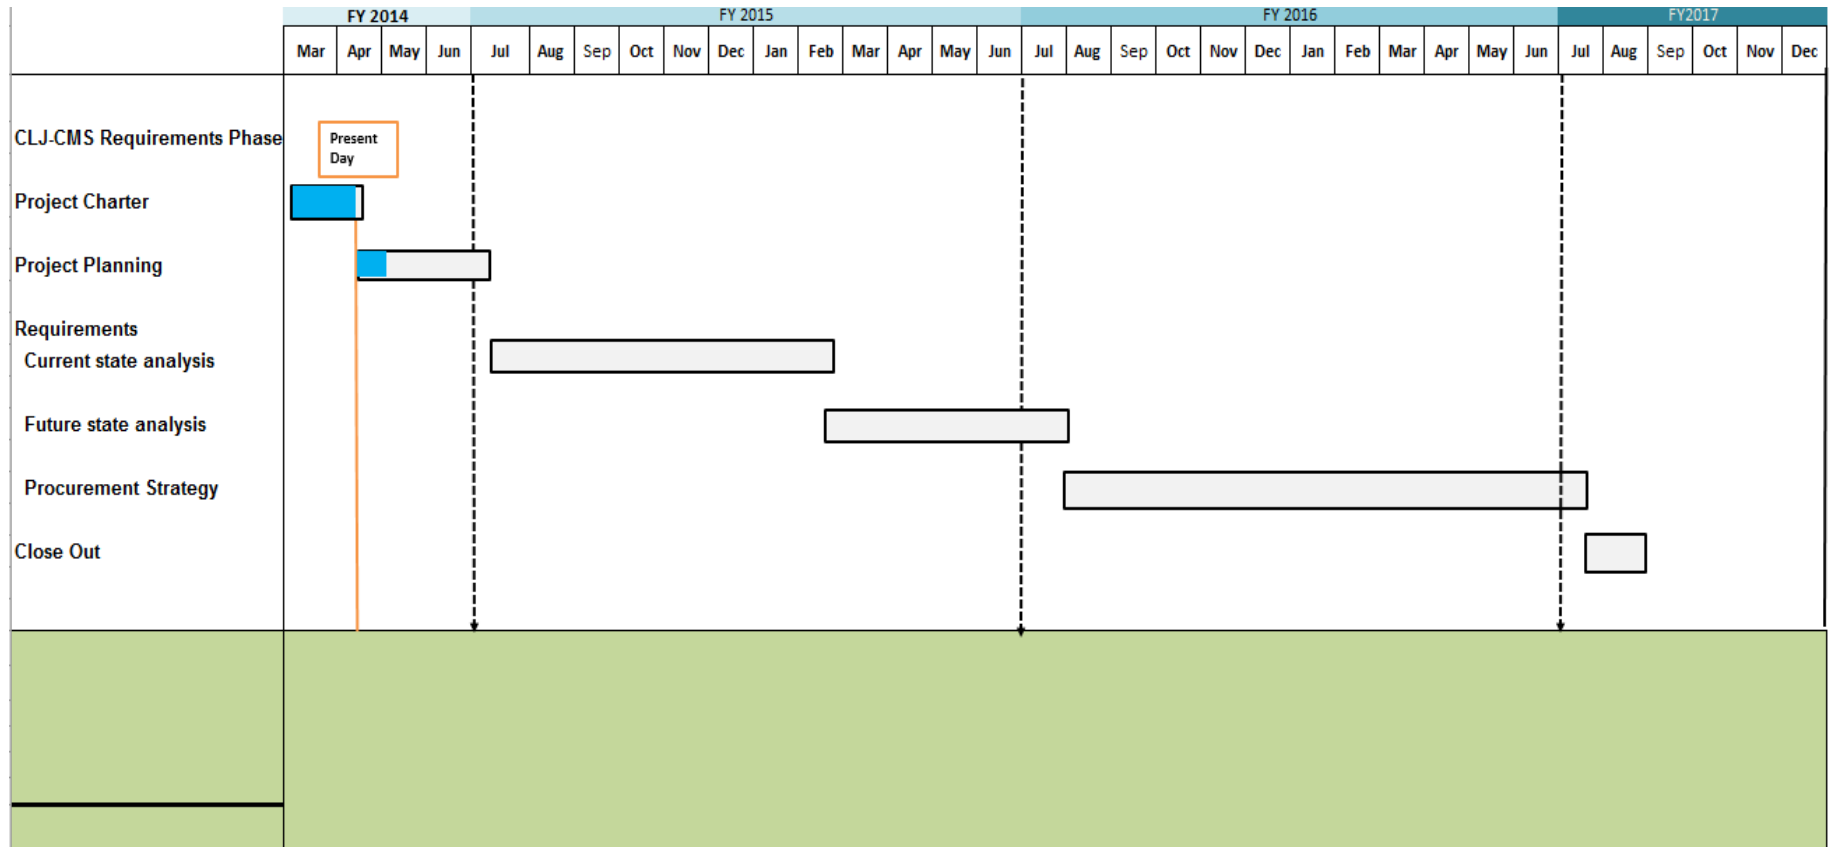 FY 2014 FY 2015 FY 2016 FY2017
Mar Apr May Jun Jul Aug Sep Oct Nov Dec Jan Feb Mar Apr May Jun Jul Aug Sep Oct Nov Dec Jan Feb Mar Apr May Jun Jul Aug Sep Oct Nov Dec
CLJ-CMS Requirements Phase
Present
Day
Project Charter
Project Planning
Requirements
Current state analysis
Future state analysis
Procurement Strategy
Close Out